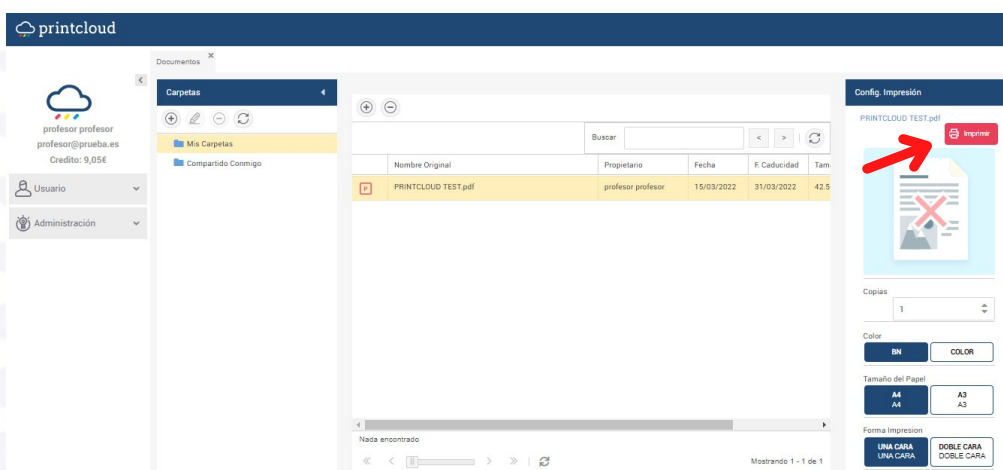 printcloud
Documentos
profesor profesor
profesor@prueba.es
Credito: 9,05€
Usuario
Administración
Carpetas
Mis Carpetas
Compartido Conmigo
Buscar
Nombre Original Propietario Fecha F. Caducidad Tam
PRINTCLOUD TEST.pdf profesor profesor 15/03/2022 31/03/2022 42.5
Nada encontrado
Mostrando 1 - 1 de 1
Config. Impresión
PRINTCLOUD TEST.pdf
Imprimir
Copias
1
Color
BN COLOR
Tamaño del Papel
A4 A3
A4 A3
Forma Impresion
UNA CARA DOBLE CARA
UNA CARA DOBLE CARA